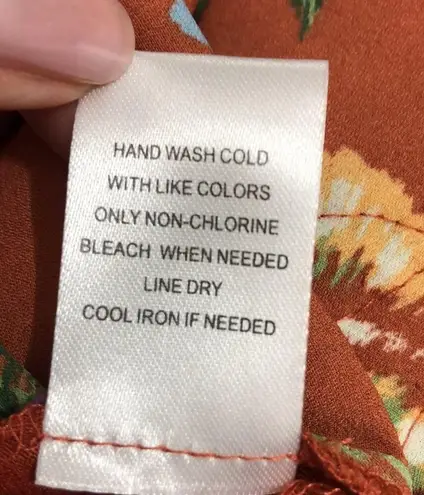 HAND WASH COLD
WITH LIKE COLORS
ONLY NON-CHLORINE
BLEACH WHEN NEEDED
LINE DRY
COOL IRON IF NEEDED